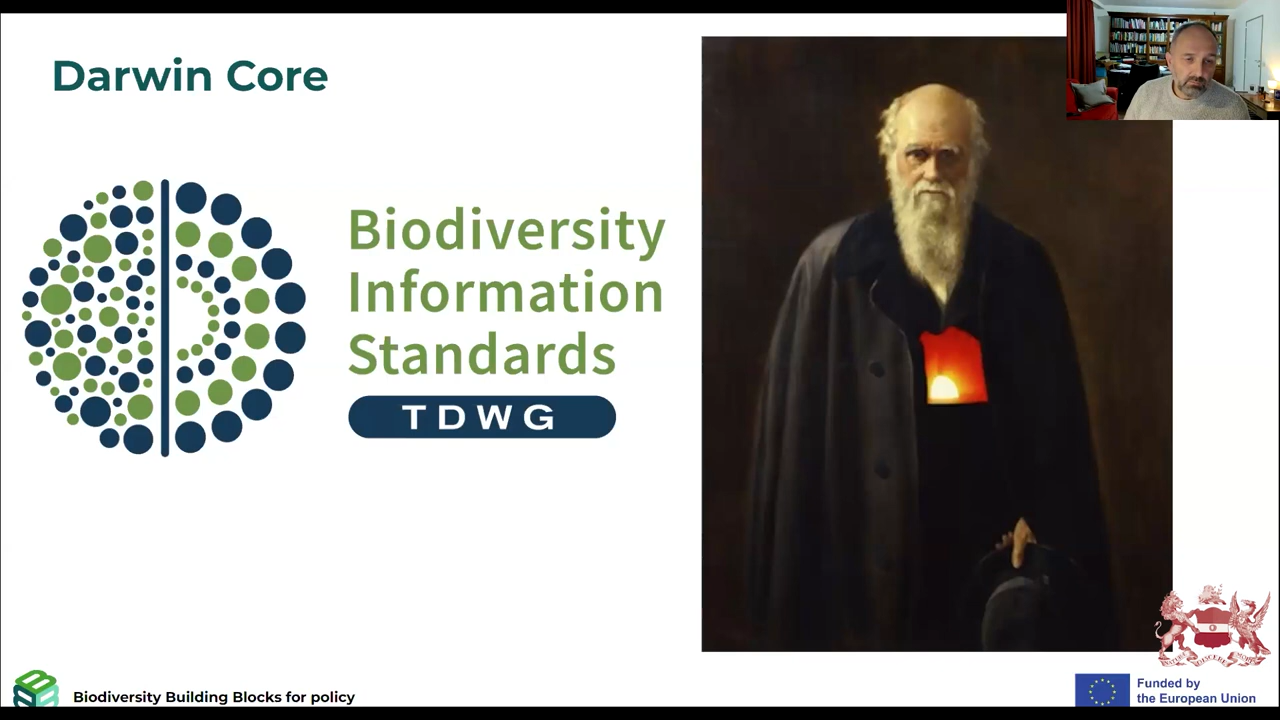 Darwin Core
Biodiversity
Information
Standards
TDWG
Biodiversity Building Blocks for policy
Funded by
the European Union